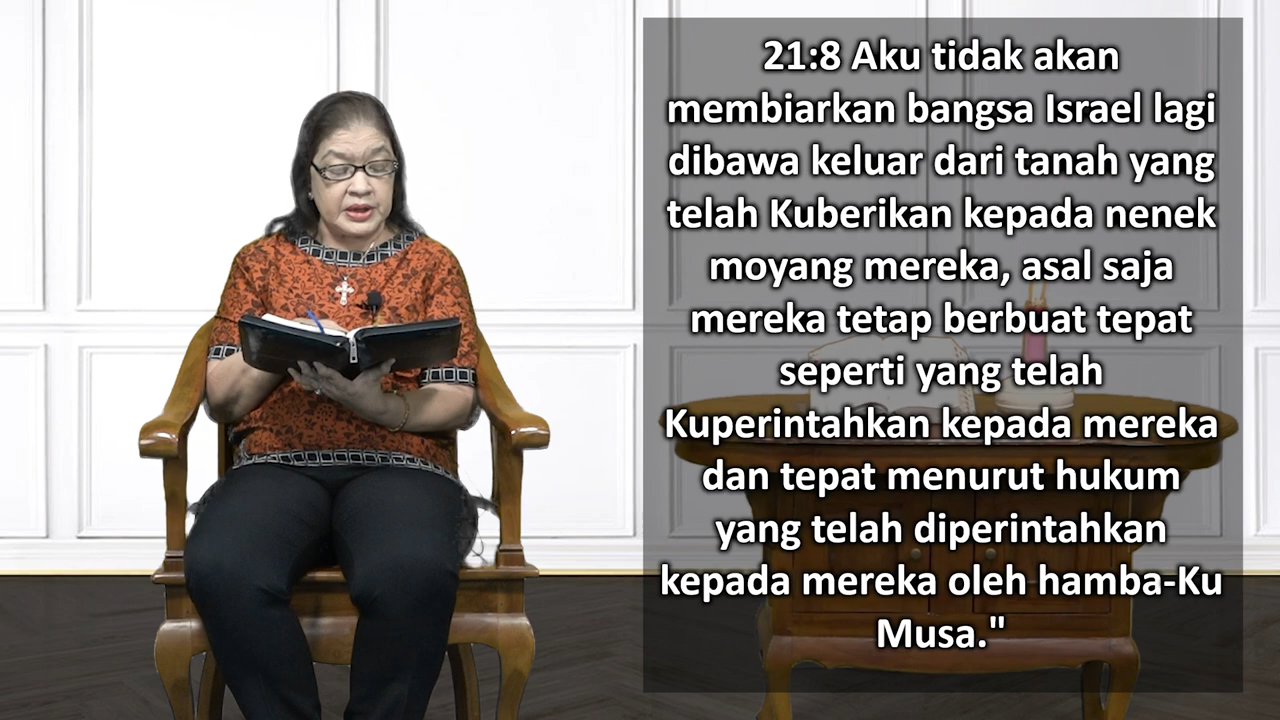 21:8 Aku tidak akan
membiarkan bangsa Israel lagi
dibawa keluar dari tanah yang
telah Kuberikan kepada nenek
moyang mereka, asal saja
mereka tetap berbuat tepat
seperti yang telah
Kuperintahkan kepada mereka
dan tepat menurut hukum
yang telah diperintahkan
kepada mereka oleh hamba-Ku
Musa."